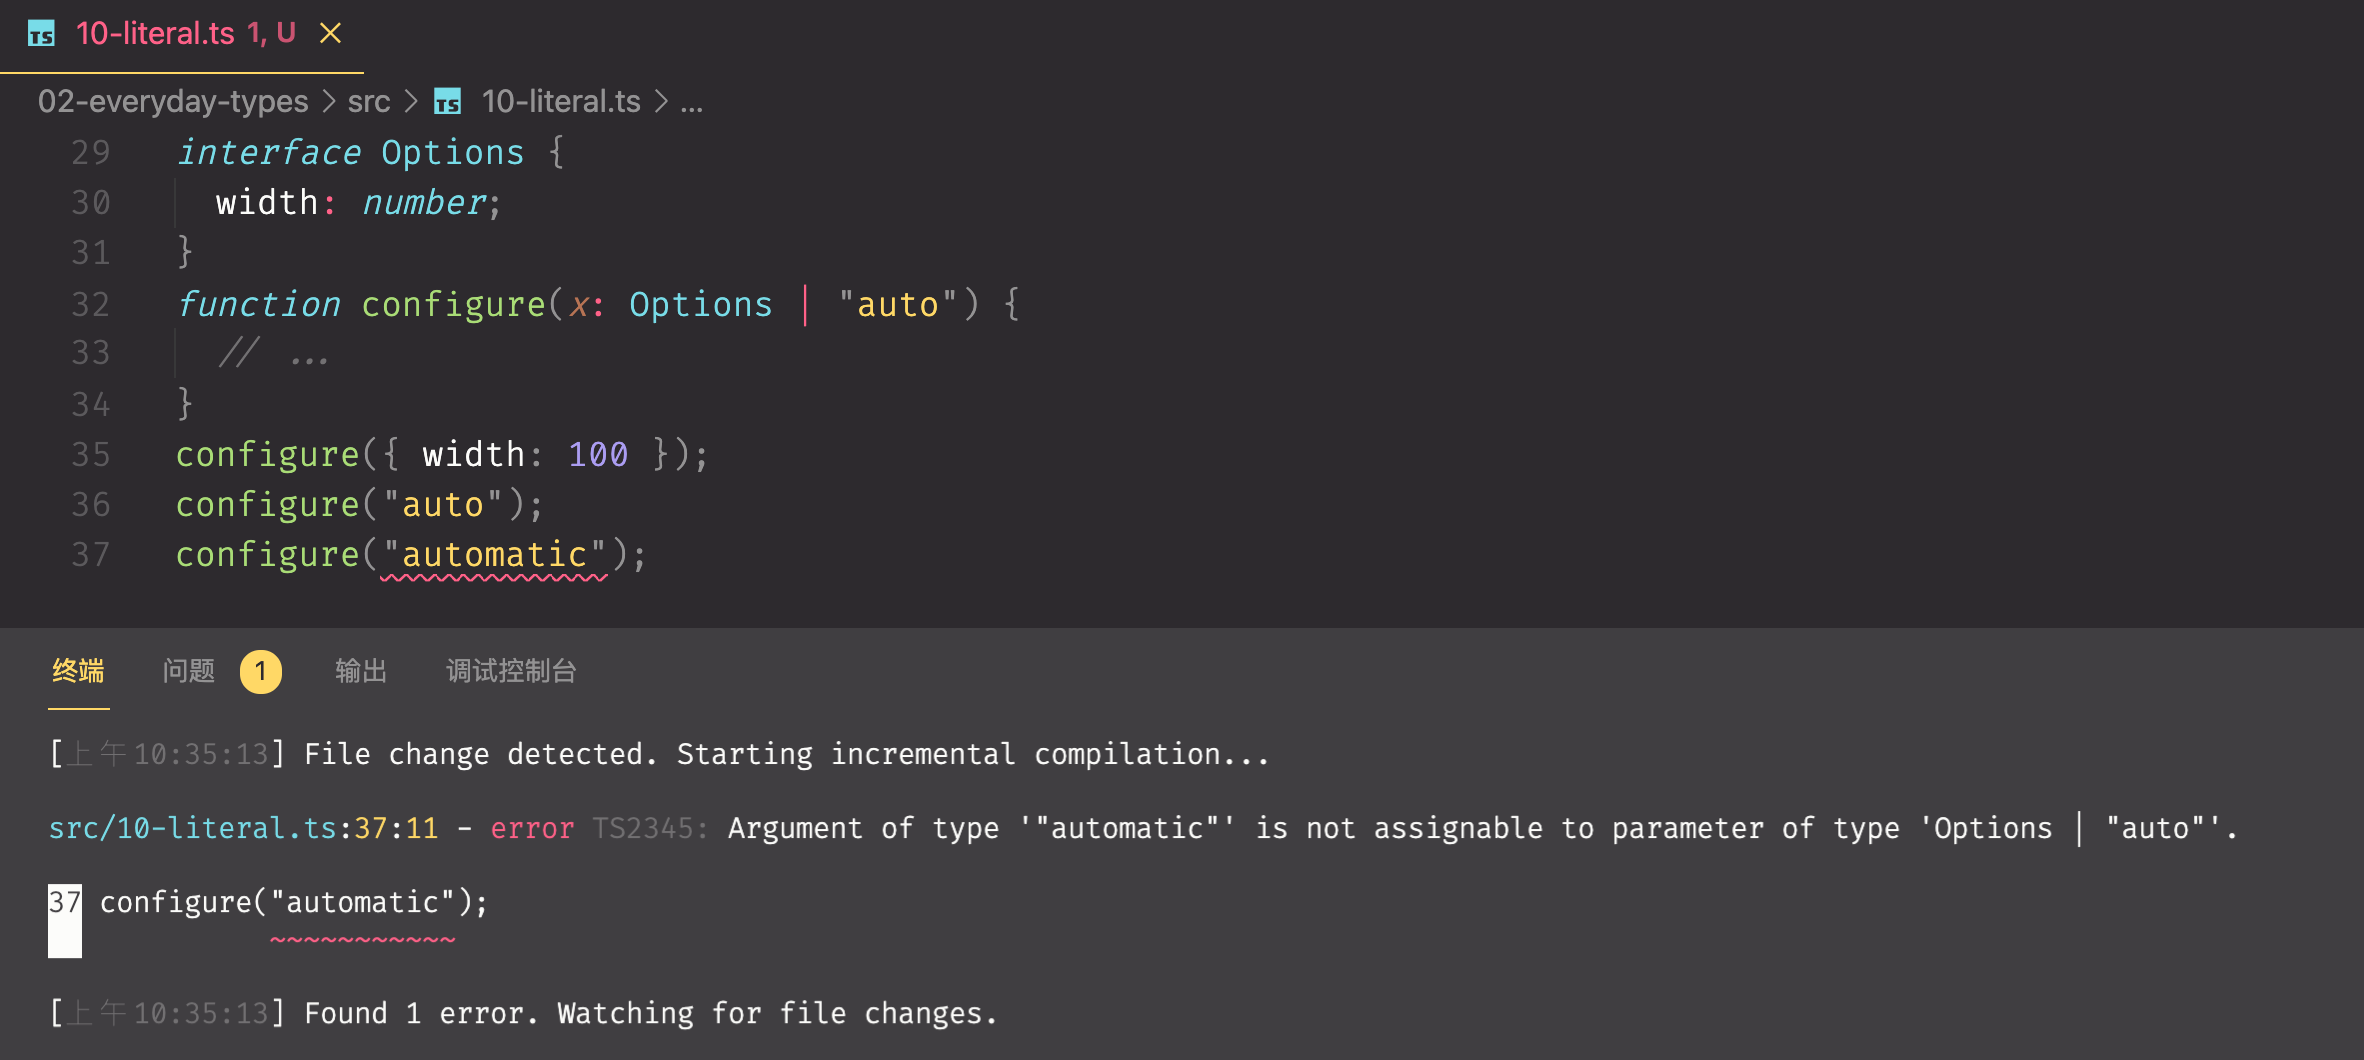 TS 10-literal.ts 1, U
02-everyday-types > src > TS 10-literal.ts > ...
29 interface Options {
30 width: number;
31 }
32 function configure(x: Options | "auto") {
33 // ...
34 }
35 configure({ width: 100 });
36 configure("auto");
37 configure("automatic");
终端 问题 1 输出 调试控制台
[上午10:35:13] File change detected. Starting incremental compilation...
src/10-literal.ts:37:11 - error TS2345: Argument of type '"automatic"' is not assignable to parameter of type 'Options | "auto"'.
37 configure("automatic");
~~~~~~~~~~~
[上午10:35:13] Found 1 error. Watching for file changes.